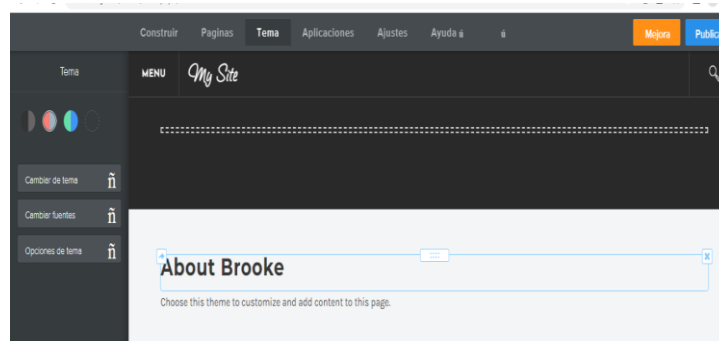 Construir Paginas Tema Aplicaciones Ajustes Ayuda ú ú Mejora Publica
Tema
MENU My Site
Cambiar de tema ñ
Cambiar fuentes ñ
Opciones de tema ñ
About Brooke
Choose this theme to customize and add content to this page.